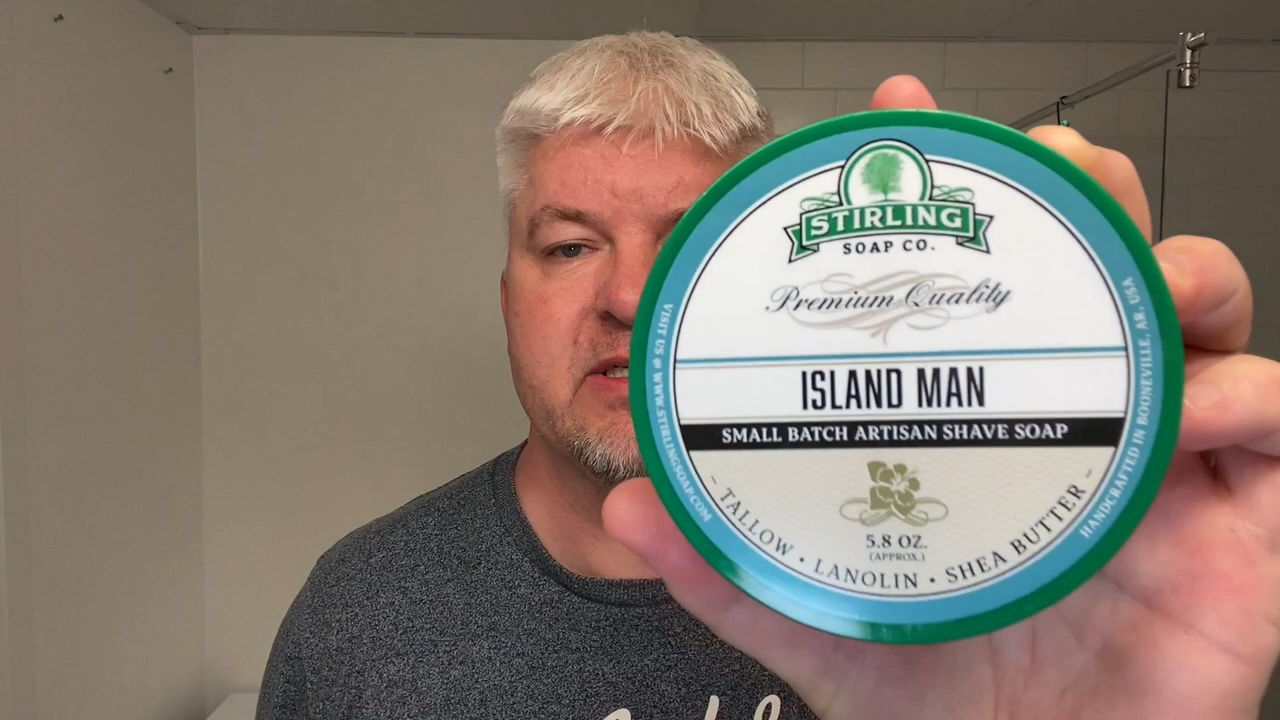 STIRLING
SOAP CO.
Premium Quality
ISLAND MAN
SMALL BATCH ARTISAN SHAVE SOAP
5.8 OZ.
(APPROX.)
- TALLOW • LANOLIN • SHEA BUTTER -
VISIT US @ WWW.STIRLINGSOAP.COM
HANDCRAFTED IN BOONEVILLE, AR, USA